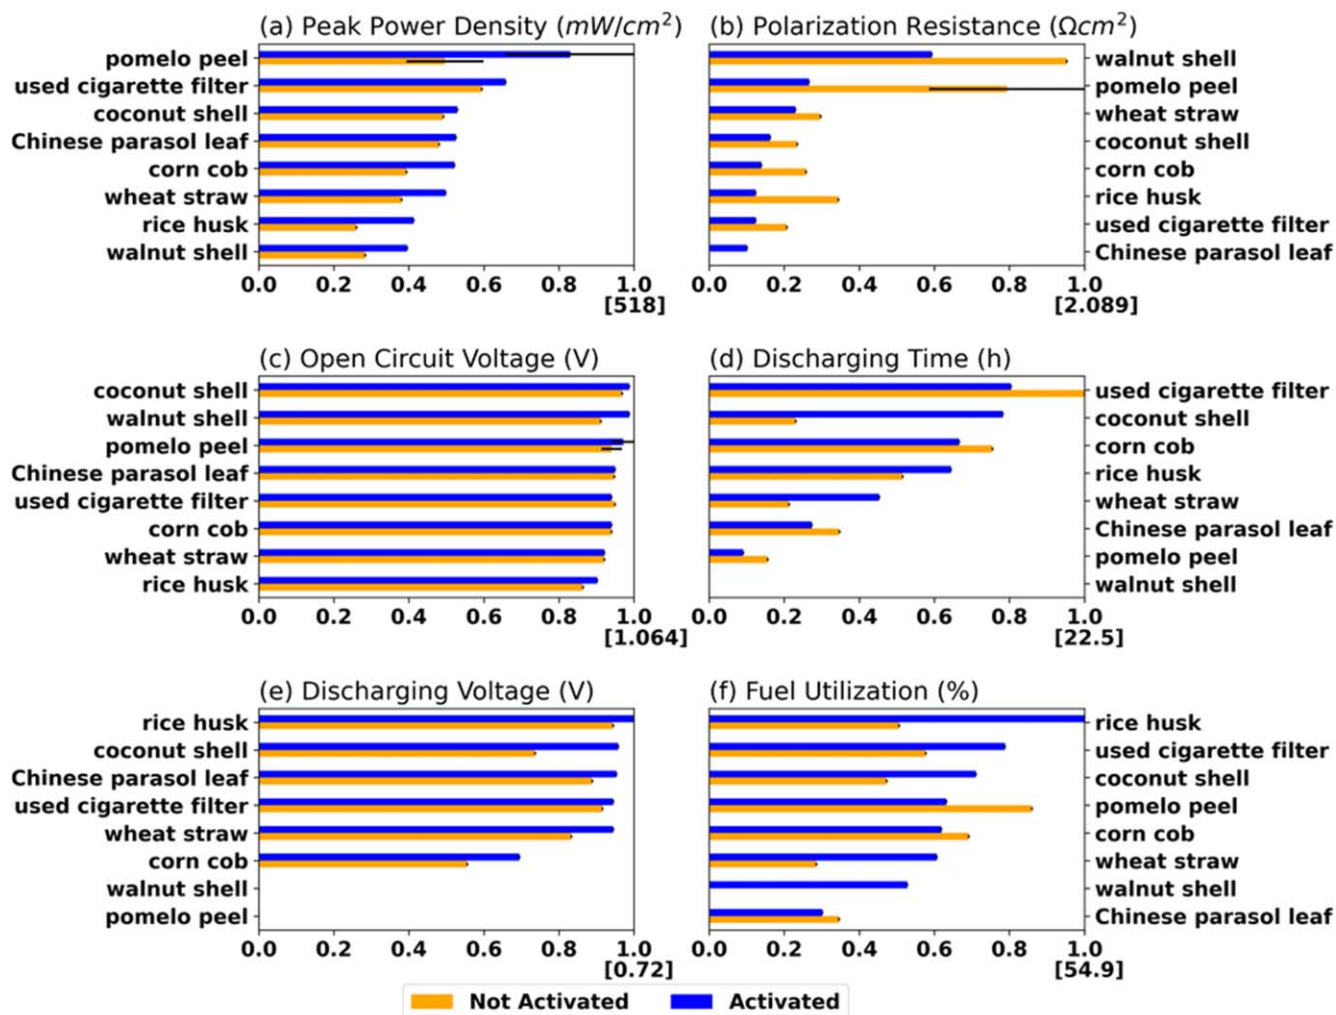 (a) Peak Power Density (mW/cm²)
pomelo peel
used cigarette filter
coconut shell
Chinese parasol leaf
corn cob
wheat straw
rice husk
walnut shell
0.0 0.2 0.4 0.6 0.8 1.0
[518]
(b) Polarization Resistance (Ωcm²)
walnut shell
pomelo peel
wheat straw
coconut shell
corn cob
rice husk
used cigarette filter
Chinese parasol leaf
0.0 0.2 0.4 0.6 0.8 1.0
[2.089]
(c) Open Circuit Voltage (V)
coconut shell
walnut shell
pomelo peel
Chinese parasol leaf
used cigarette filter
corn cob
wheat straw
rice husk
0.0 0.2 0.4 0.6 0.8 1.0
[1.064]
(d) Discharging Time (h)
used cigarette filter
coconut shell
corn cob
rice husk
wheat straw
Chinese parasol leaf
pomelo peel
walnut shell
0.0 0.2 0.4 0.6 0.8 1.0
[22.5]
(e) Discharging Voltage (V)
rice husk
coconut shell
Chinese parasol leaf
used cigarette filter
wheat straw
corn cob
walnut shell
pomelo peel
0.0 0.2 0.4 0.6 0.8 1.0
[0.72]
(f) Fuel Utilization (%)
rice husk
used cigarette filter
coconut shell
pomelo peel
corn cob
wheat straw
walnut shell
Chinese parasol leaf
0.0 0.2 0.4 0.6 0.8 1.0
[54.9]
Not Activated Activated